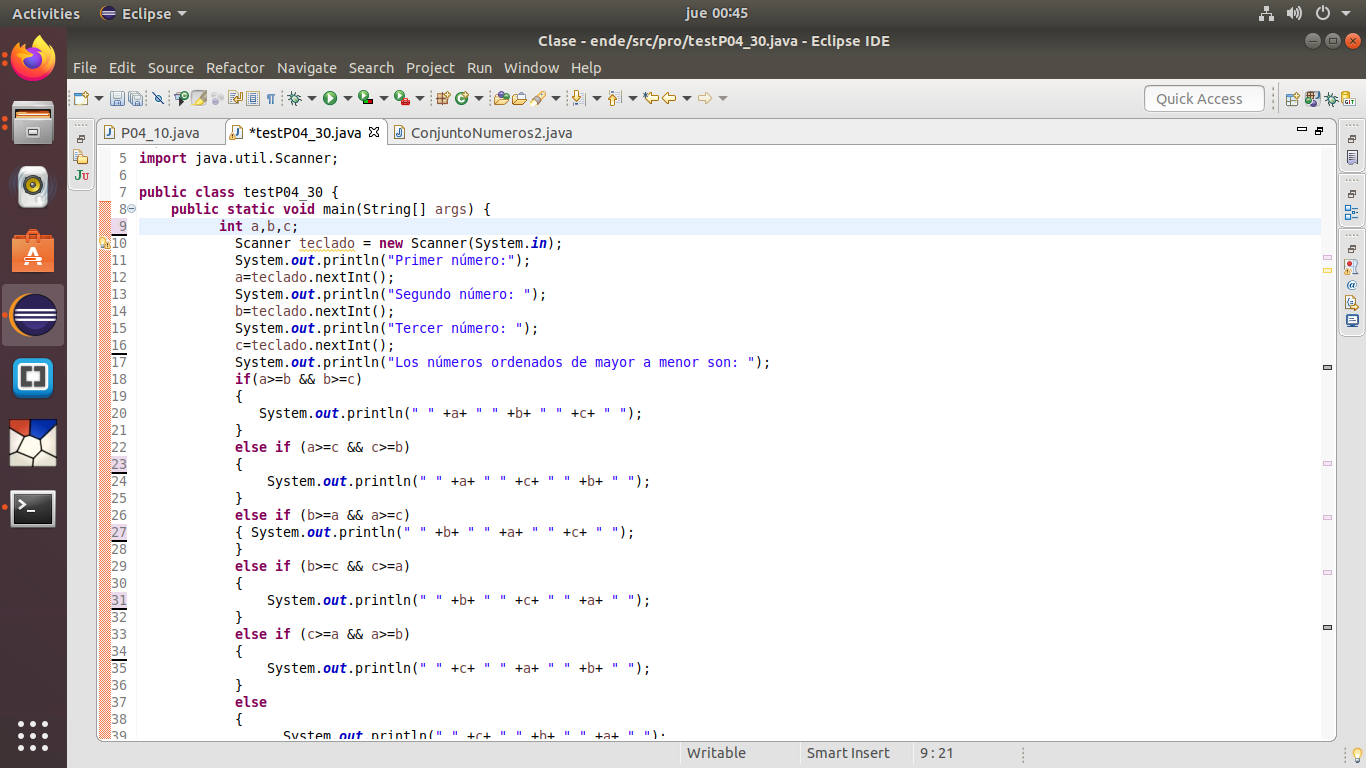 Activities Eclipse jue 00:45
Clase - ende/src/pro/testP04_30.java - Eclipse IDE
File Edit Source Refactor Navigate Search Project Run Window Help
Quick Access
P04_10.java *testP04_30.java ConjuntoNumeros2.java
5 import java.util.Scanner;
6
7 public class testP04_30 {
8 public static void main(String[] args) {
9 int a,b,c;
10 Scanner teclado = new Scanner(System.in);
11 System.out.println("Primer número:");
12 a=teclado.nextInt();
13 System.out.println("Segundo número: ");
14 b=teclado.nextInt();
15 System.out.println("Tercer número: ");
16 c=teclado.nextInt();
17 System.out.println("Los números ordenados de mayor a menor son: ");
18 if(a>=b && b>=c)
19 {
20 System.out.println(" " +a+ " " +b+ " " +c+ " ");
21 }
22 else if (a>=c && c>=b)
23 {
24 System.out.println(" " +a+ " " +c+ " " +b+ " ");
25 }
26 else if (b>=a && a>=c)
27 { System.out.println(" " +b+ " " +a+ " " +c+ " ");
28 }
29 else if (b>=c && c>=a)
30 {
31 System.out.println(" " +b+ " " +c+ " " +a+ " ");
32 }
33 else if (c>=a && a>=b)
34 {
35 System.out.println(" " +c+ " " +a+ " " +b+ " ");
36 }
37 else
38 {
39 System.out.println(" " +c+ " " +b+ " " +a+ " ");
Writable Smart Insert 9 : 21